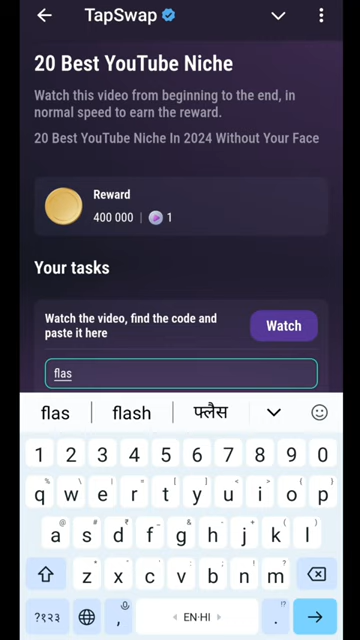 TapSwap
20 Best YouTube Niche
Watch this video from beginning to the end, in
normal speed to earn the reward.
20 Best YouTube Niche In 2024 Without Your Face
Reward
400 000 | 1
Your tasks
Watch the video, find the code and
paste it here
Watch
flas
flas flash फ्लैस
1 2 3 4 5 6 7 8 9 0
% \ | = [ ] < > { }
q w e r t y u i o p
@ # ₹ _ & - + ( ) /
a s d f g h j k l
* " ' : ; ! ?
z x c v b n m
?१२३ , EN·HI . !?